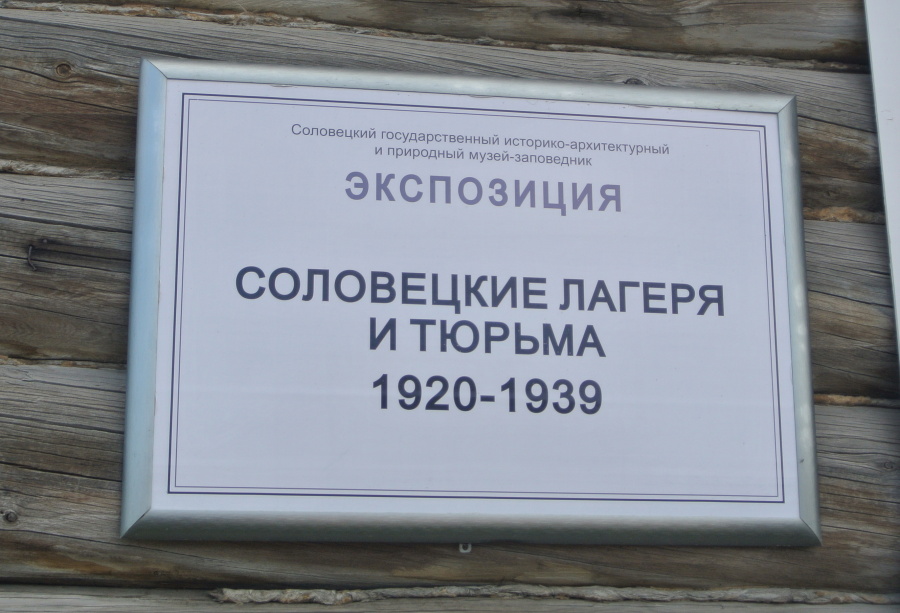 Соловецкий государственный историко-архитектурный
и природный музей-заповедник
ЭКСПОЗИЦИЯ
СОЛОВЕЦКИЕ ЛАГЕРЯ
И ТЮРЬМА
1920-1939